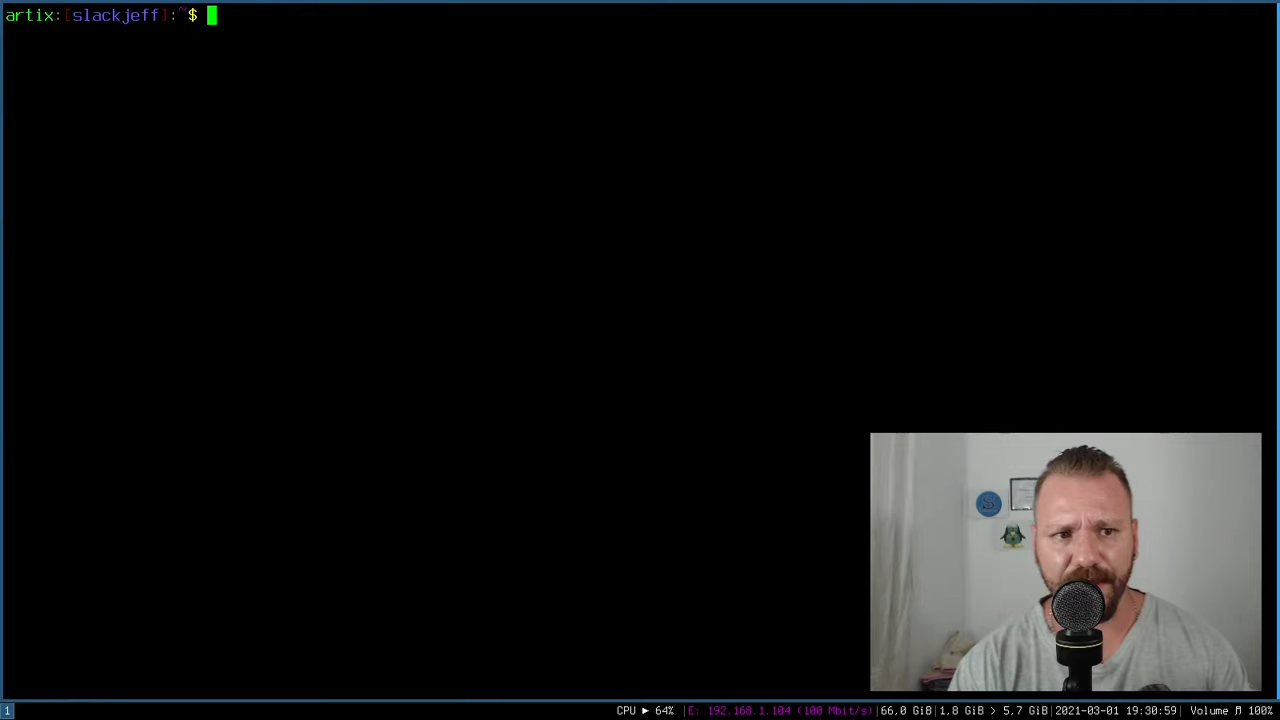 artix:[slackjeff]:~$
1 CPU ► 64% |E: 192.168.1.104 (100 Mbit/s)|66,0 GiB|1,8 GiB > 5,7 GiB|2021-03-01 19:30:59| Volume ♬ 100%